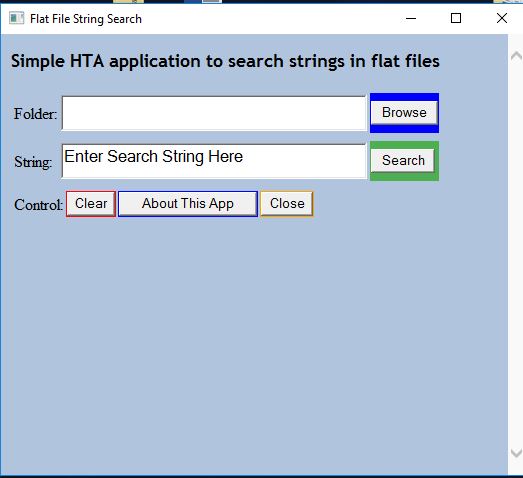 Flat File String Search
Simple HTA application to search strings in flat files
Folder: Browse
String: Enter Search String Here Search
Control: Clear About This App Close